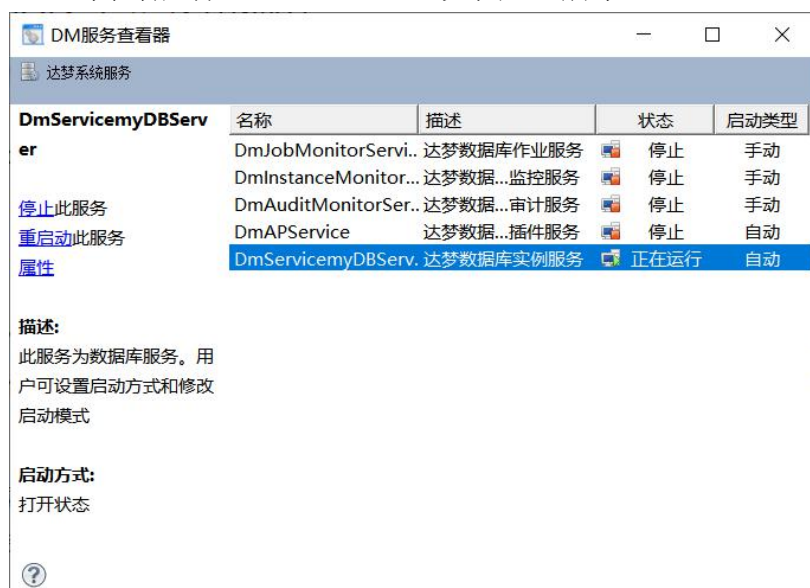 DM服务查看器
达梦系统服务
DmServicemyDBServ
er
停止此服务
重启动此服务
属性
描述:
此服务为数据库服务。用
户可设置启动方式和修改
启动模式
启动方式:
打开状态
名称 描述 状态 启动类型
DmJobMonitorServi.. 达梦数据库作业服务 停止 手动
DmInstanceMonitor... 达梦数据...监控服务 停止 手动
DmAuditMonitorSer.. 达梦数据...审计服务 停止 手动
DmAPService 达梦数据...插件服务 停止 自动
DmServicemyDBServ. 达梦数据库实例服务 正在运行 自动